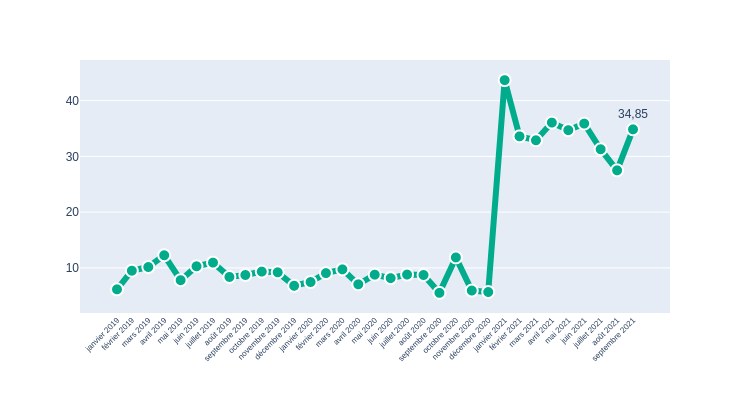 40
30
20
10
34,85
janvier 2019
février 2019
mars 2019
avril 2019
mai 2019
juin 2019
juillet 2019
août 2019
septembre 2019
octobre 2019
novembre 2019
décembre 2019
janvier 2020
février 2020
mars 2020
avril 2020
mai 2020
juin 2020
juillet 2020
août 2020
septembre 2020
octobre 2020
novembre 2020
décembre 2020
janvier 2021
février 2021
mars 2021
avril 2021
mai 2021
juin 2021
juillet 2021
août 2021
septembre 2021